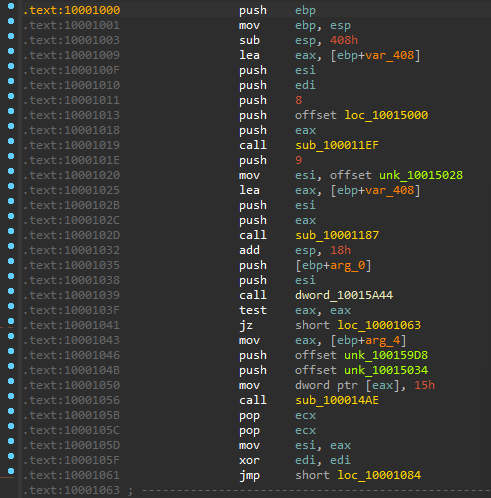 .text:10001000 push ebp
.text:10001001 mov ebp, esp
.text:10001003 sub esp, 408h
.text:10001009 lea eax, [ebp+var_408]
.text:1000100F push esi
.text:10001010 push edi
.text:10001011 push 8
.text:10001013 push offset loc_10015000
.text:10001018 push eax
.text:10001019 call sub_100011EF
.text:1000101E push 9
.text:10001020 mov esi, offset unk_10015028
.text:10001025 lea eax, [ebp+var_408]
.text:1000102B push esi
.text:1000102C push eax
.text:1000102D call sub_10001187
.text:10001032 add esp, 18h
.text:10001035 push [ebp+arg_0]
.text:10001038 push esi
.text:10001039 call dword_10015A44
.text:1000103F test eax, eax
.text:10001041 jz short loc_10001063
.text:10001043 mov eax, [ebp+arg_4]
.text:10001046 push offset unk_100159D8
.text:1000104B push offset unk_10015034
.text:10001050 mov dword ptr [eax], 15h
.text:10001056 call sub_100014AE
.text:1000105B pop ecx
.text:1000105C pop ecx
.text:1000105D mov esi, eax
.text:1000105F xor edi, edi
.text:10001061 jmp short loc_10001084
.text:10001063 ; ---------------------------------------------